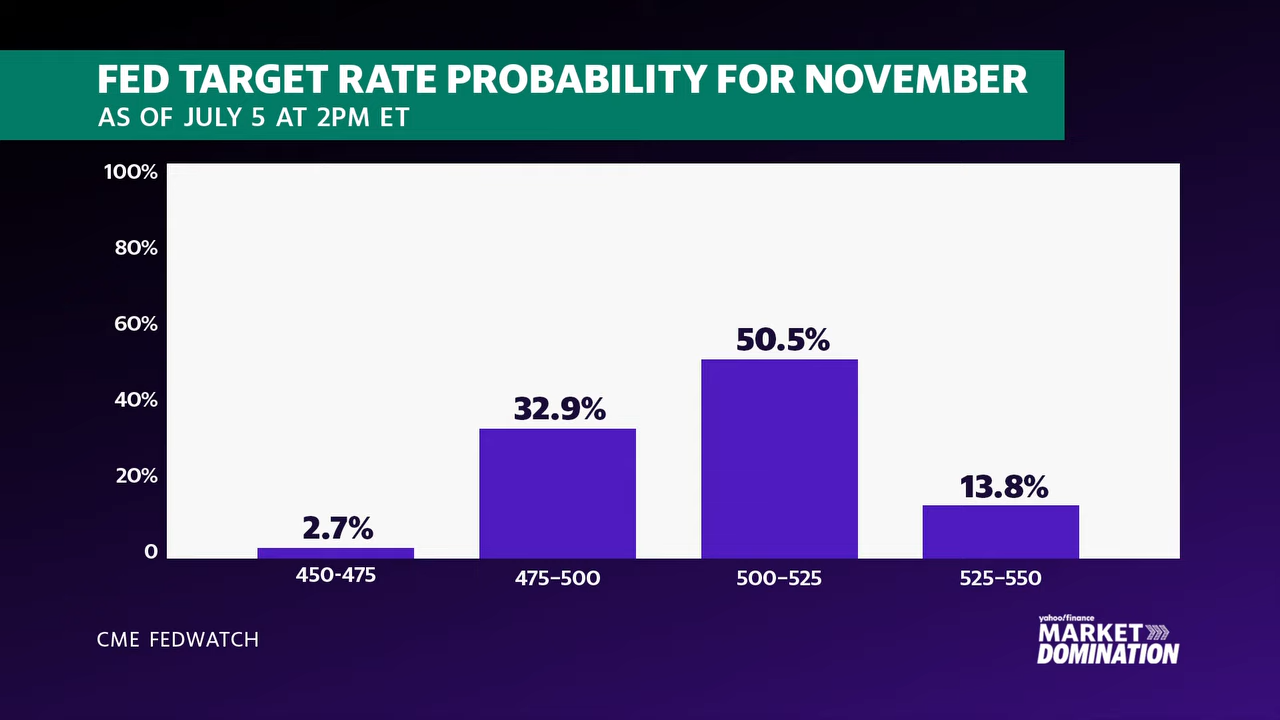 FED TARGET RATE PROBABILITY FOR NOVEMBER
AS OF JULY 5 AT 2PM ET
100%
80%
60%
40%
20%
0
2.7%
32.9%
50.5%
13.8%
450-475
475–500
500–525
525–550
CME FEDWATCH
yahoo/finance
MARKET
DOMINATION